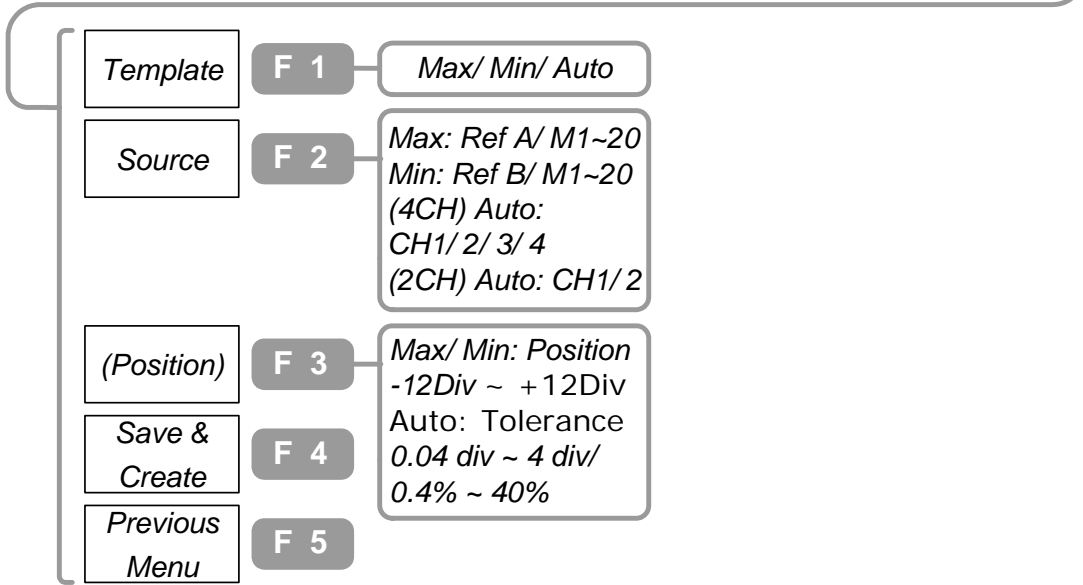 Template F 1 Max/ Min/ Auto
Source F 2 Max: Ref A/ M1~20
Min: Ref B/ M1~20
(4CH) Auto:
CH1/ 2/ 3/ 4
(2CH) Auto: CH1/ 2
(Position) F 3 Max/ Min: Position
-12Div ~ +12Div
Auto: Tolerance
0.04 div ~ 4 div/
0.4% ~ 40%
Save &
Create F 4
Previous
Menu F 5